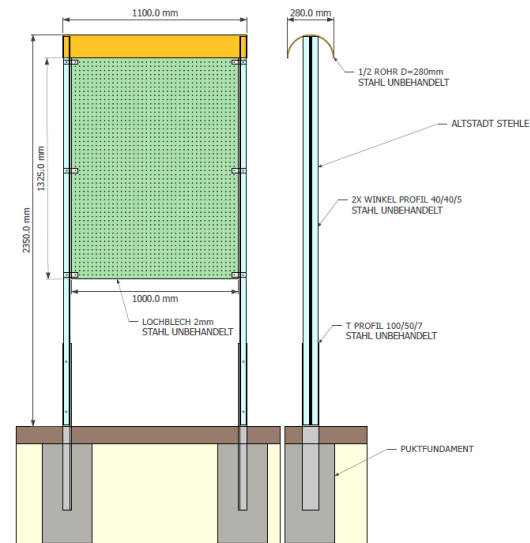 1100.0 mm
280.0 mm
1/2 ROHR D=280mm
STAHL UNBEHANDELT
ALTSTADT STEHLE
1325.0 mm
2350.0 mm
2X WINKEL PROFIL 40/40/5
STAHL UNBEHANDELT
1000.0 mm
LOCHBLECH 2mm
STAHL UNBEHANDELT
T PROFIL 100/50/7
STAHL UNBEHANDELT
PUKTFUNDAMENT